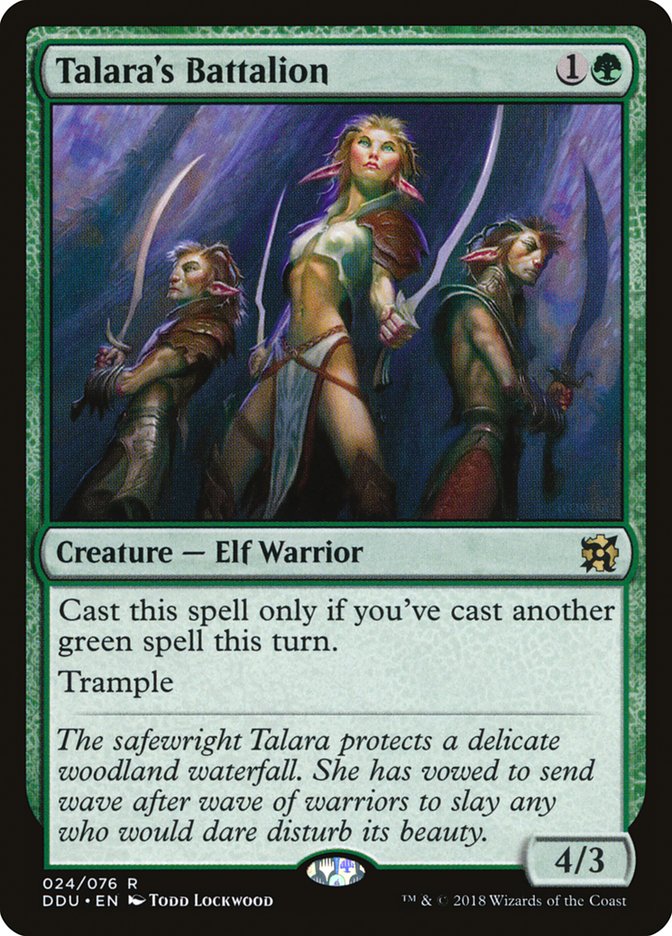 Talara's Battalion 1
Creature — Elf Warrior
Cast this spell only if you've cast another
green spell this turn.
Trample
The safewright Talara protects a delicate
woodland waterfall. She has vowed to send
wave after wave of warriors to slay any
who would dare disturb its beauty.
4/3
024/076 R
DDU • EN Todd Lockwood
™ & © 2018 Wizards of the Coast